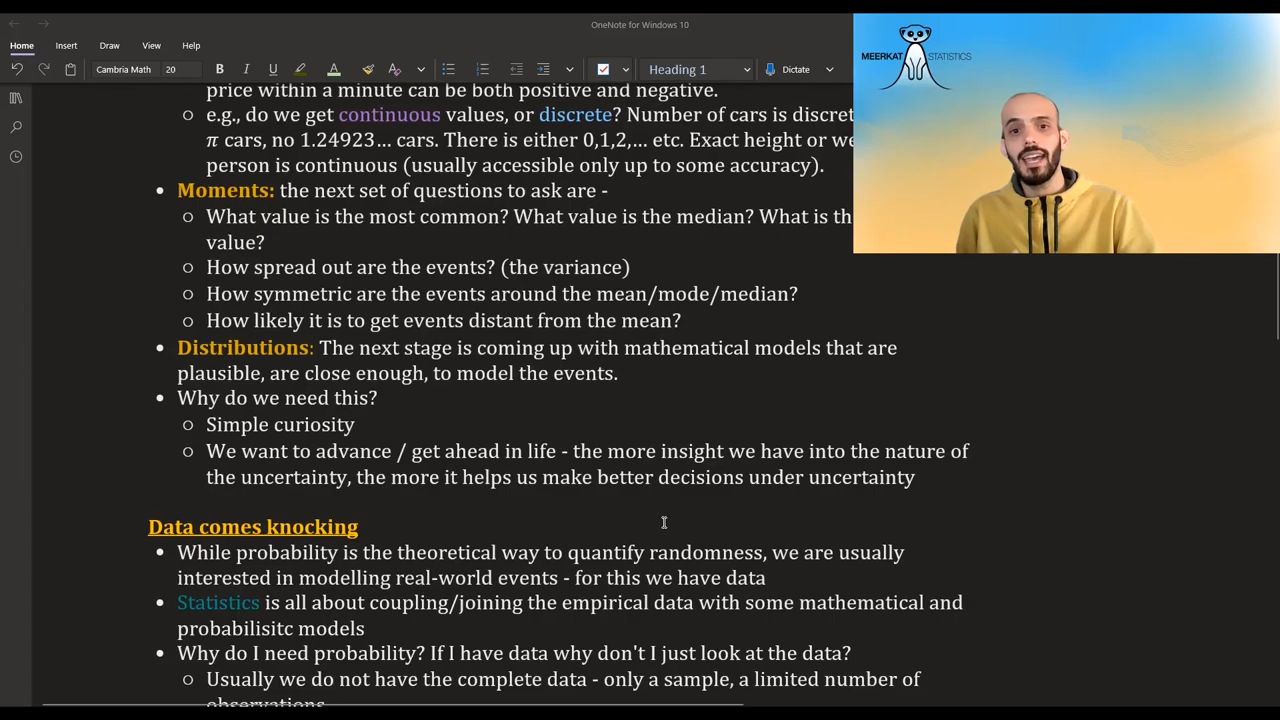 OneNote for Windows 10
Home Insert Draw View Help
Cambria Math 20 B I U A A Heading 1 Dictate
MEERKAT STATISTICS
price within a minute can be both positive and negative.
e.g., do we get continuous values, or discrete? Number of cars is discret
π cars, no 1.24923... cars. There is either 0,1,2,... etc. Exact height or we
person is continuous (usually accessible only up to some accuracy).
Moments: the next set of questions to ask are -
What value is the most common? What value is the median? What is th
value?
How spread out are the events? (the variance)
How symmetric are the events around the mean/mode/median?
How likely it is to get events distant from the mean?
Distributions: The next stage is coming up with mathematical models that are
plausible, are close enough, to model the events.
Why do we need this?
Simple curiosity
We want to advance / get ahead in life - the more insight we have into the nature of
the uncertainty, the more it helps us make better decisions under uncertainty
Data comes knocking
While probability is the theoretical way to quantify randomness, we are usually
interested in modelling real-world events - for this we have data
Statistics is all about coupling/joining the empirical data with some mathematical and
probabilisitc models
Why do I need probability? If I have data why don't I just look at the data?
Usually we do not have the complete data - only a sample, a limited number of
observations